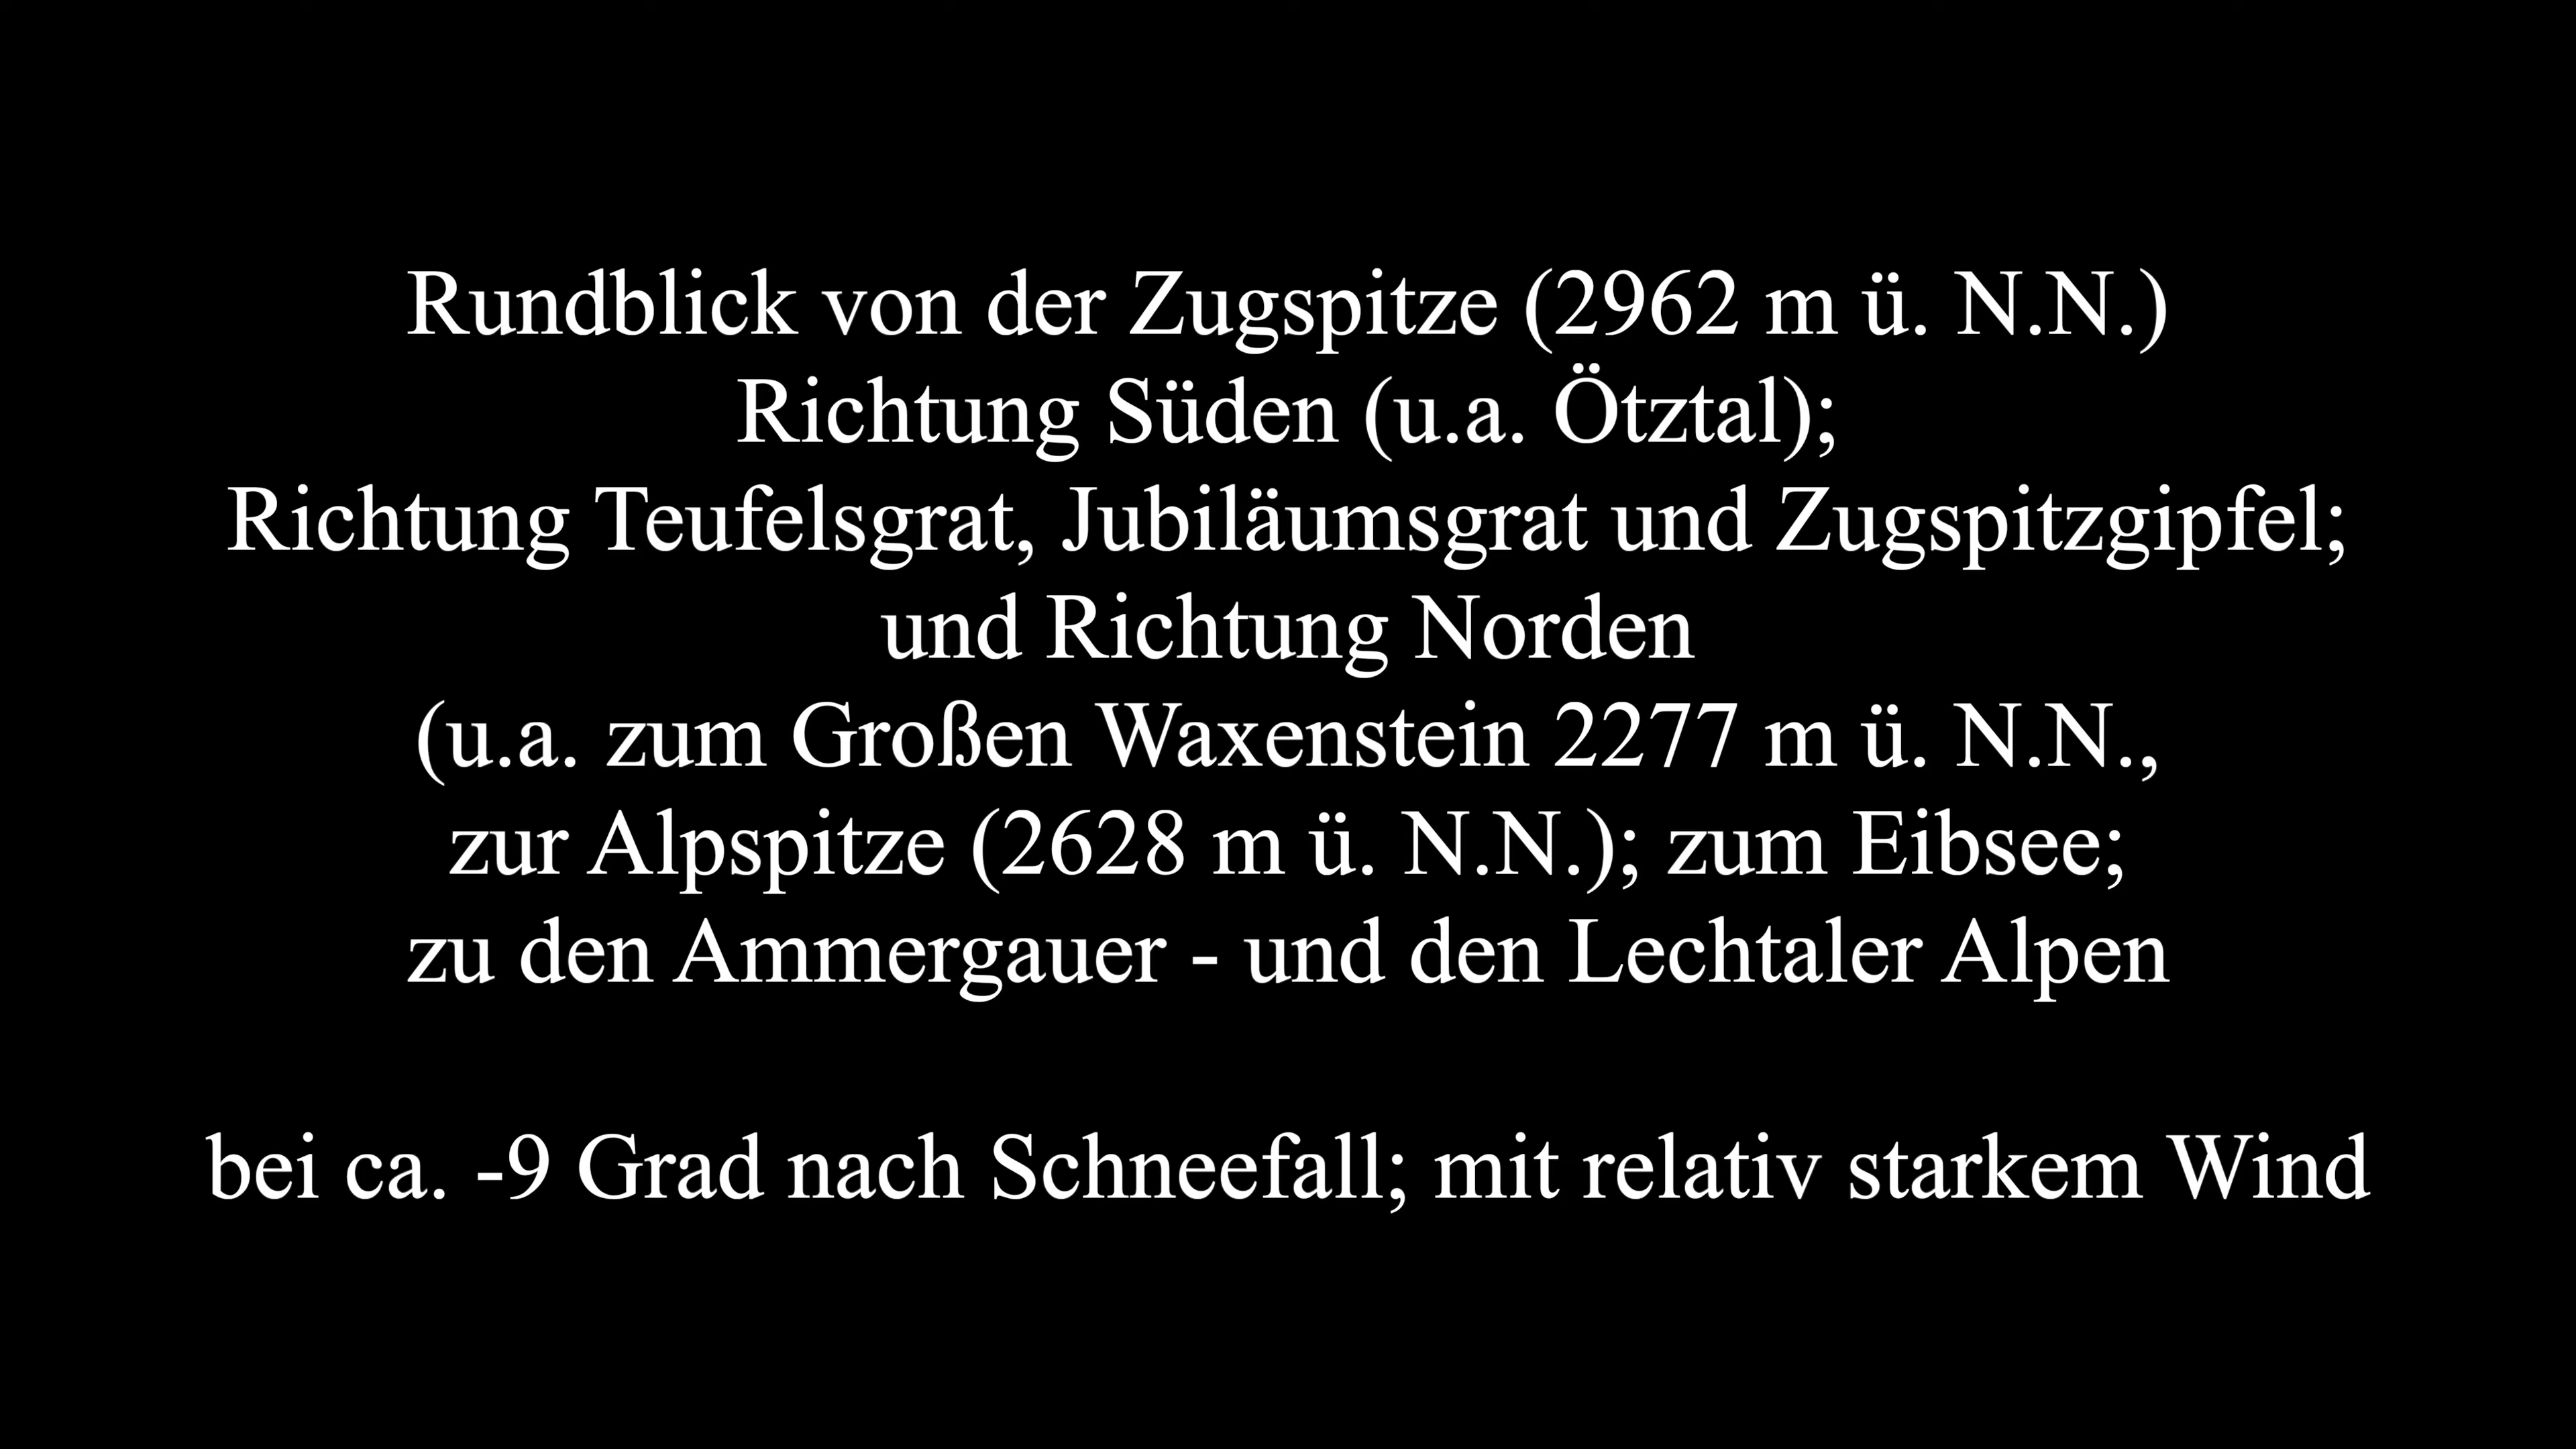 Rundblick von der Zugspitze (2962 m ü. N.N.)
Richtung Süden (u.a. Ötztal);
Richtung Teufelsgrat, Jubiläumsgrat und Zugspitzgipfel;
und Richtung Norden
(u.a. zum Großen Waxenstein 2277 m ü. N.N.,
zur Alpspitze (2628 m ü. N.N.); zum Eibsee;
zu den Ammergauer - und den Lechtaler Alpen
bei ca. -9 Grad nach Schneefall; mit relativ starkem Wind